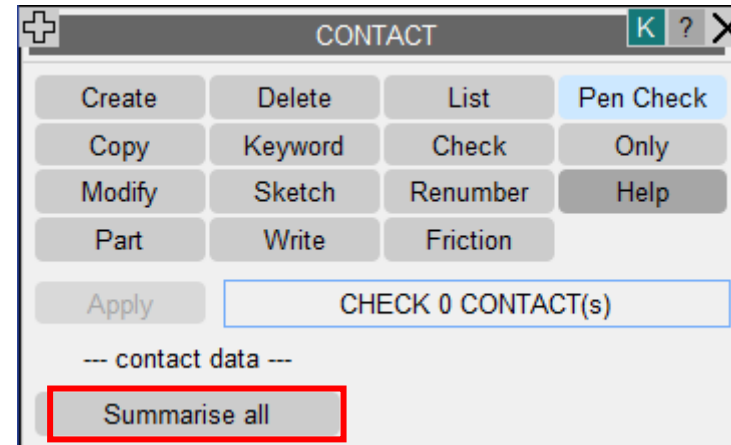 CONTACT K ? X
Create Delete List Pen Check
Copy Keyword Check Only
Modify Sketch Renumber Help
Part Write Friction
Apply CHECK 0 CONTACT(s)
--- contact data ---
Summarise all